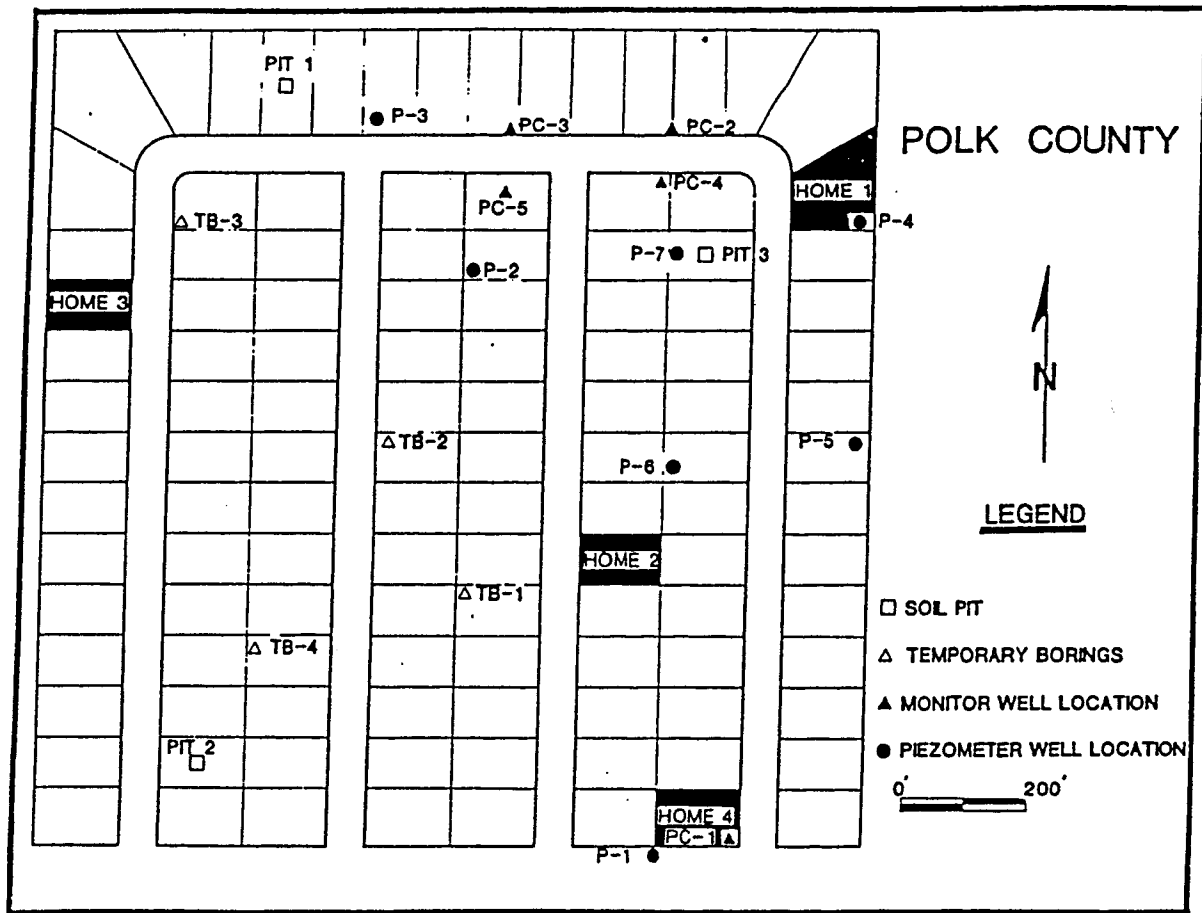 PIT 1
P-3
PC-3
PC-2
POLK COUNTY
HOME 1
PC-4
PC-5
TB-3
P-4
P-7
PIT 3
P-2
HOME 3
N
TB-2
P-5
P-6
LEGEND
HOME 2
TB-1
SOIL PIT
TB-4
TEMPORARY BORINGS
MONITOR WELL LOCATION
PIT 2
PIEZOMETER WELL LOCATION
0' 200'
HOME 4
PC-1
P-1